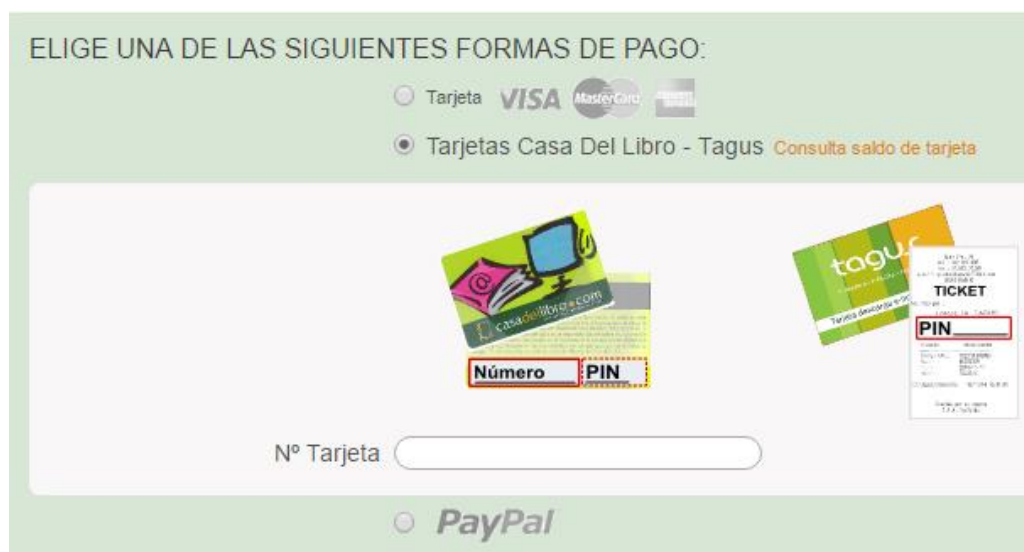 ELIGE UNA DE LAS SIGUIENTES FORMAS DE PAGO:
Tarjeta VISA MasterCard
Tarjetas Casa Del Libro - Tagus Consulta saldo de tarjeta
@
casadellibro.com
Número PIN
tagus
TICKET
PIN
Nº Tarjeta
PayPal